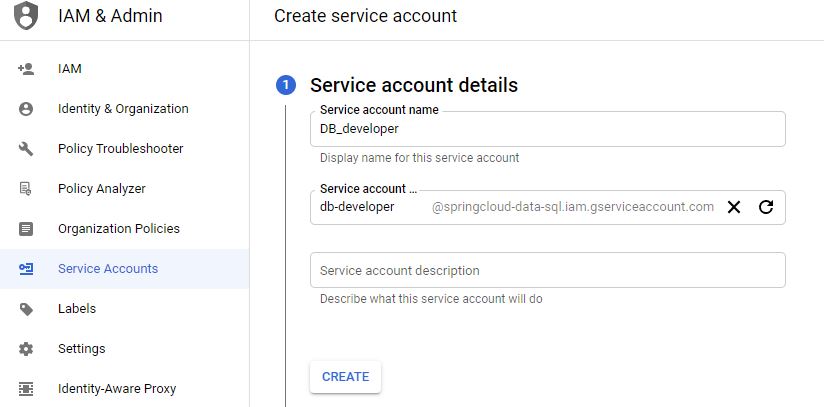 IAM & Admin
Create service account
IAM
Identity & Organization
Policy Troubleshooter
Policy Analyzer
Organization Policies
Service Accounts
Labels
Settings
Identity-Aware Proxy
1 Service account details
Service account name
DB_developer
Display name for this service account
Service account ...
db-developer @springcloud-data-sql.iam.gserviceaccount.com
Service account description
Describe what this service account will do
CREATE